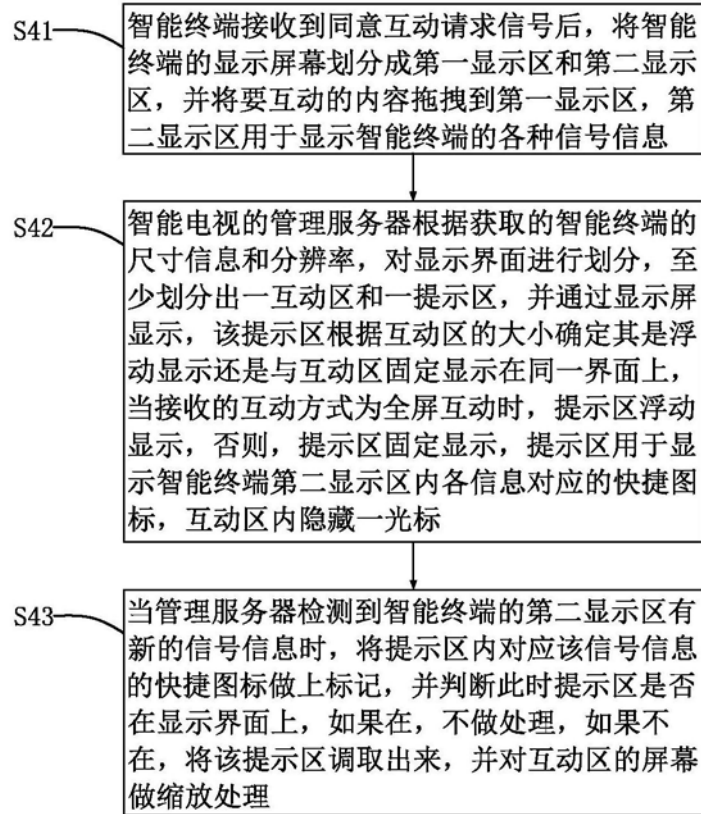 S41
智能终端接收到同意互动请求信号后，将智能
终端的显示屏幕划分成第一显示区和第二显示
区，并将要互动的内容拖拽到第一显示区，第
二显示区用于显示智能终端的各种信号信息
S42
智能电视的管理服务器根据获取的智能终端的
尺寸信息和分辨率，对显示界面进行划分，至
少划分出一互动区和一提示区，并通过显示屏
显示，该提示区根据互动区的大小确定其是浮
动显示还是与互动区固定显示在同一界面上，
当接收的互动方式为全屏互动时，提示区浮动
显示，否则，提示区固定显示，提示区用于显
示智能终端第二显示区内各信息对应的快捷图
标，互动区内隐藏一光标
S43
当管理服务器检测到智能终端的第二显示区有
新的信号信息时，将提示区内对应该信号信息
的快捷图标做上标记，并判断此时提示区是否
在显示界面上，如果在，不做处理，如果不
在，将该提示区调取出来，并对互动区的屏幕
做缩放处理